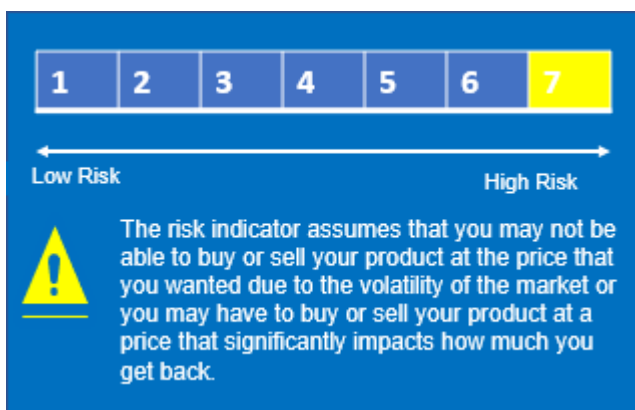 1 2 3 4 5 6 7
Low Risk High Risk
!
The risk indicator assumes that you may not be
able to buy or sell your product at the price that
you wanted due to the volatility of the market or
you may have to buy or sell your product at a
price that significantly impacts how much you
get back.